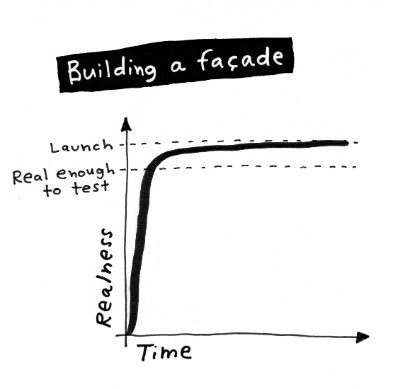 Building a façade
Launch
Real enough
to test
Realness
Time